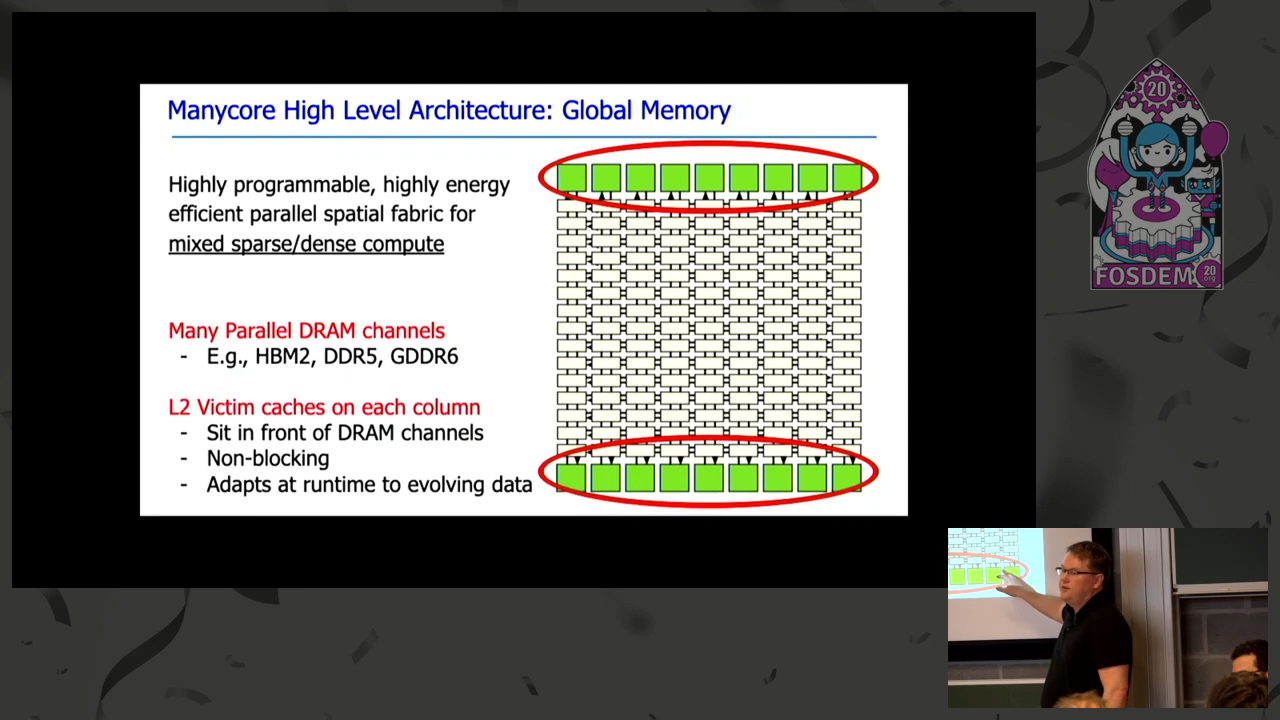 Manycore High Level Architecture: Global Memory
Highly programmable, highly energy
efficient parallel spatial fabric for
mixed sparse/dense compute
Many Parallel DRAM channels
- E.g., HBM2, DDR5, GDDR6
L2 Victim caches on each column
- Sit in front of DRAM channels
- Non-blocking
- Adapts at runtime to evolving data
20
FOSDEM
20
.org